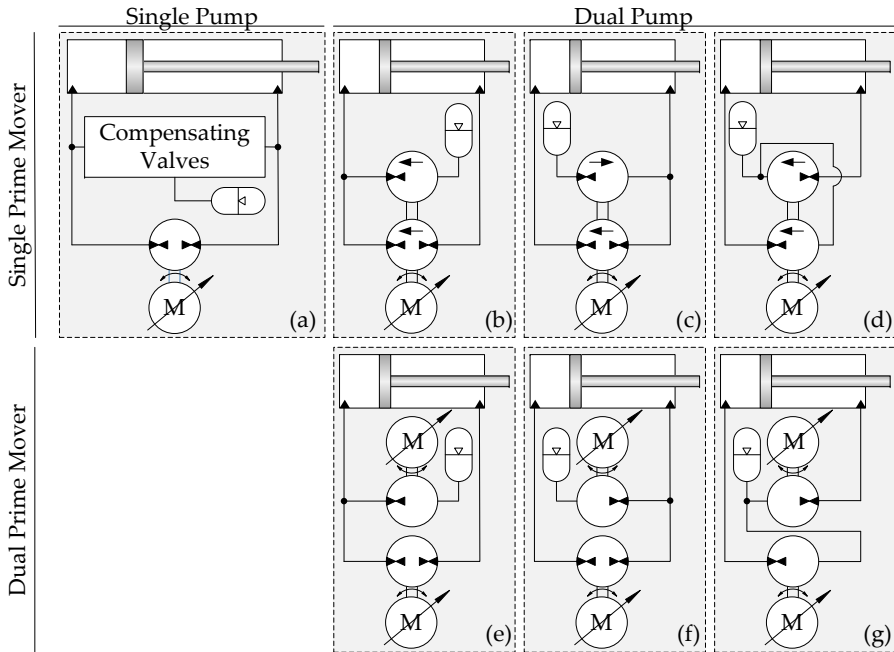 Single Pump
Dual Pump
Single Prime Mover
Compensating
Valves
M
(a)
M
(b)
M
(c)
M
(d)
Dual Prime Mover
M
M
(e)
M
M
(f)
M
M
(g)